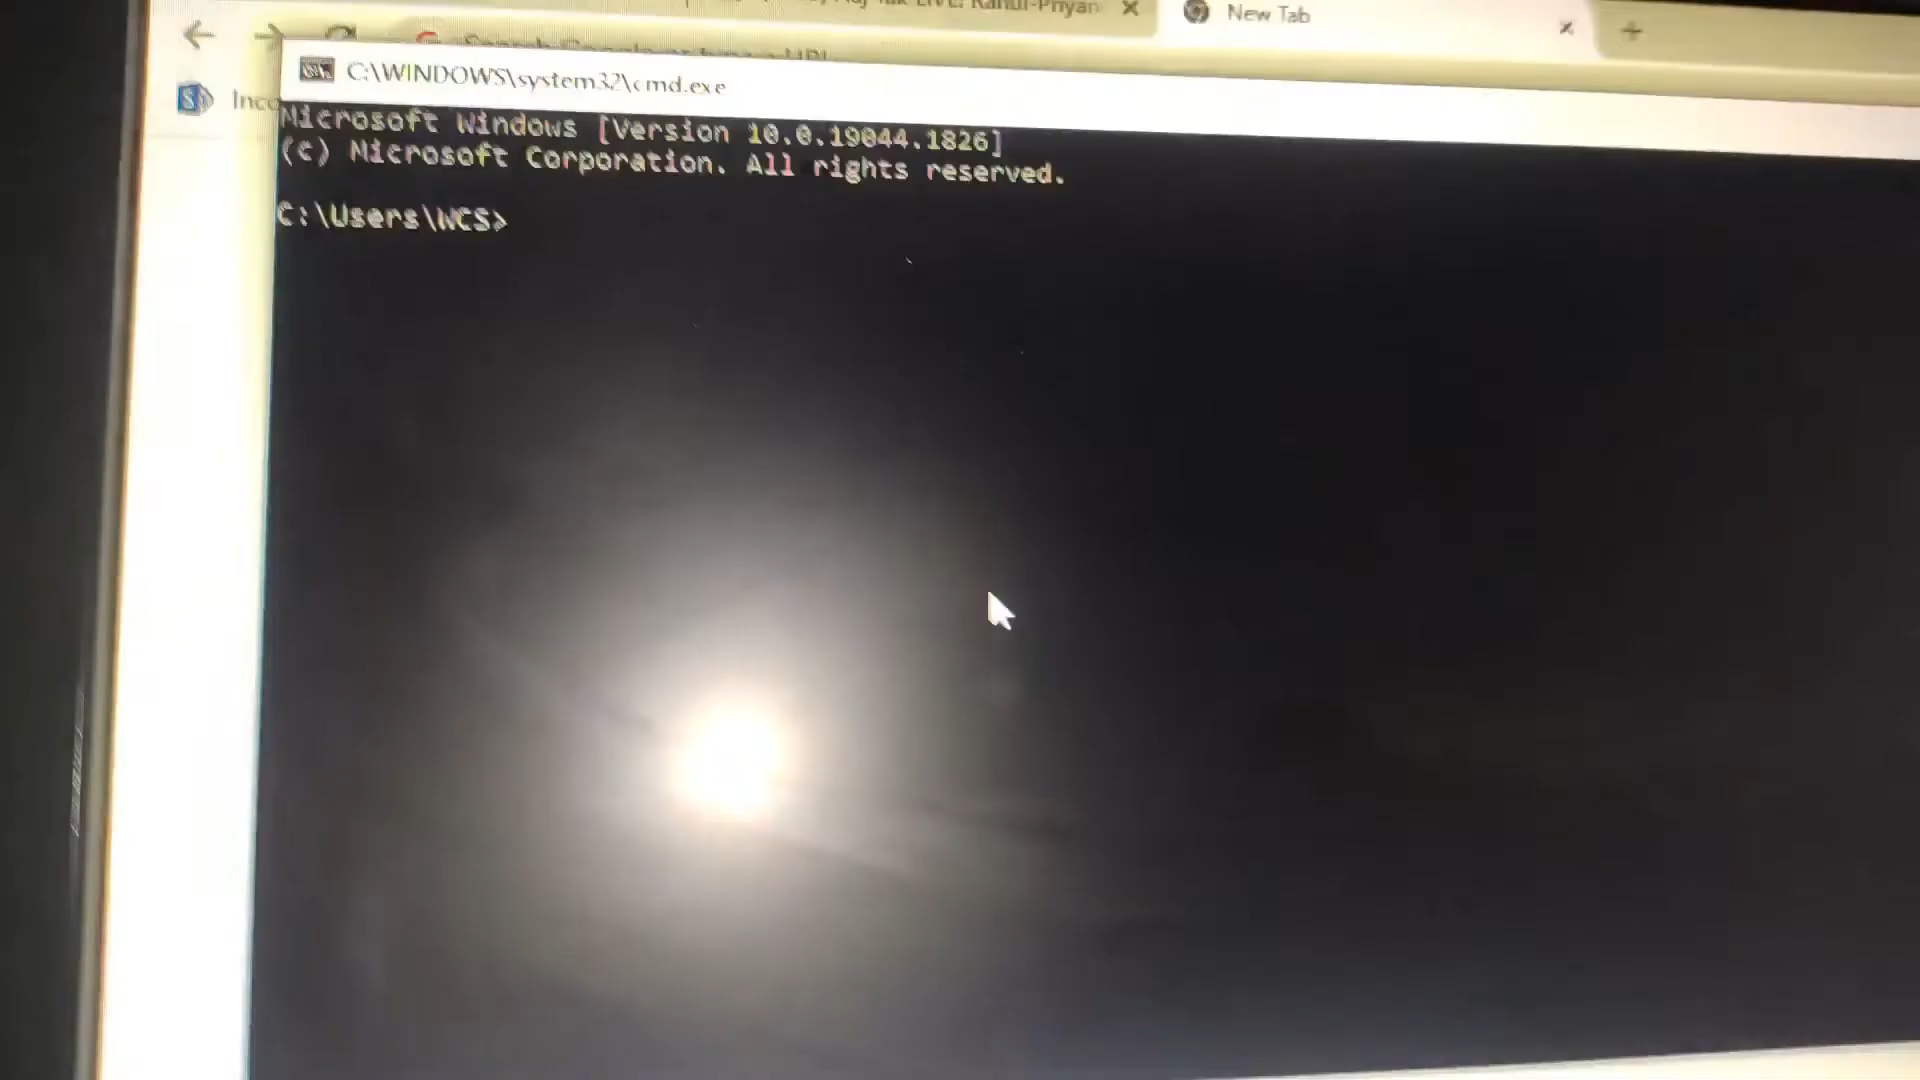 New Tab
C:\WINDOWS\system32\cmd.exe
Microsoft Windows [Version 10.0.19044.1826]
(c) Microsoft Corporation. All rights reserved.
C:\Users\WCS>